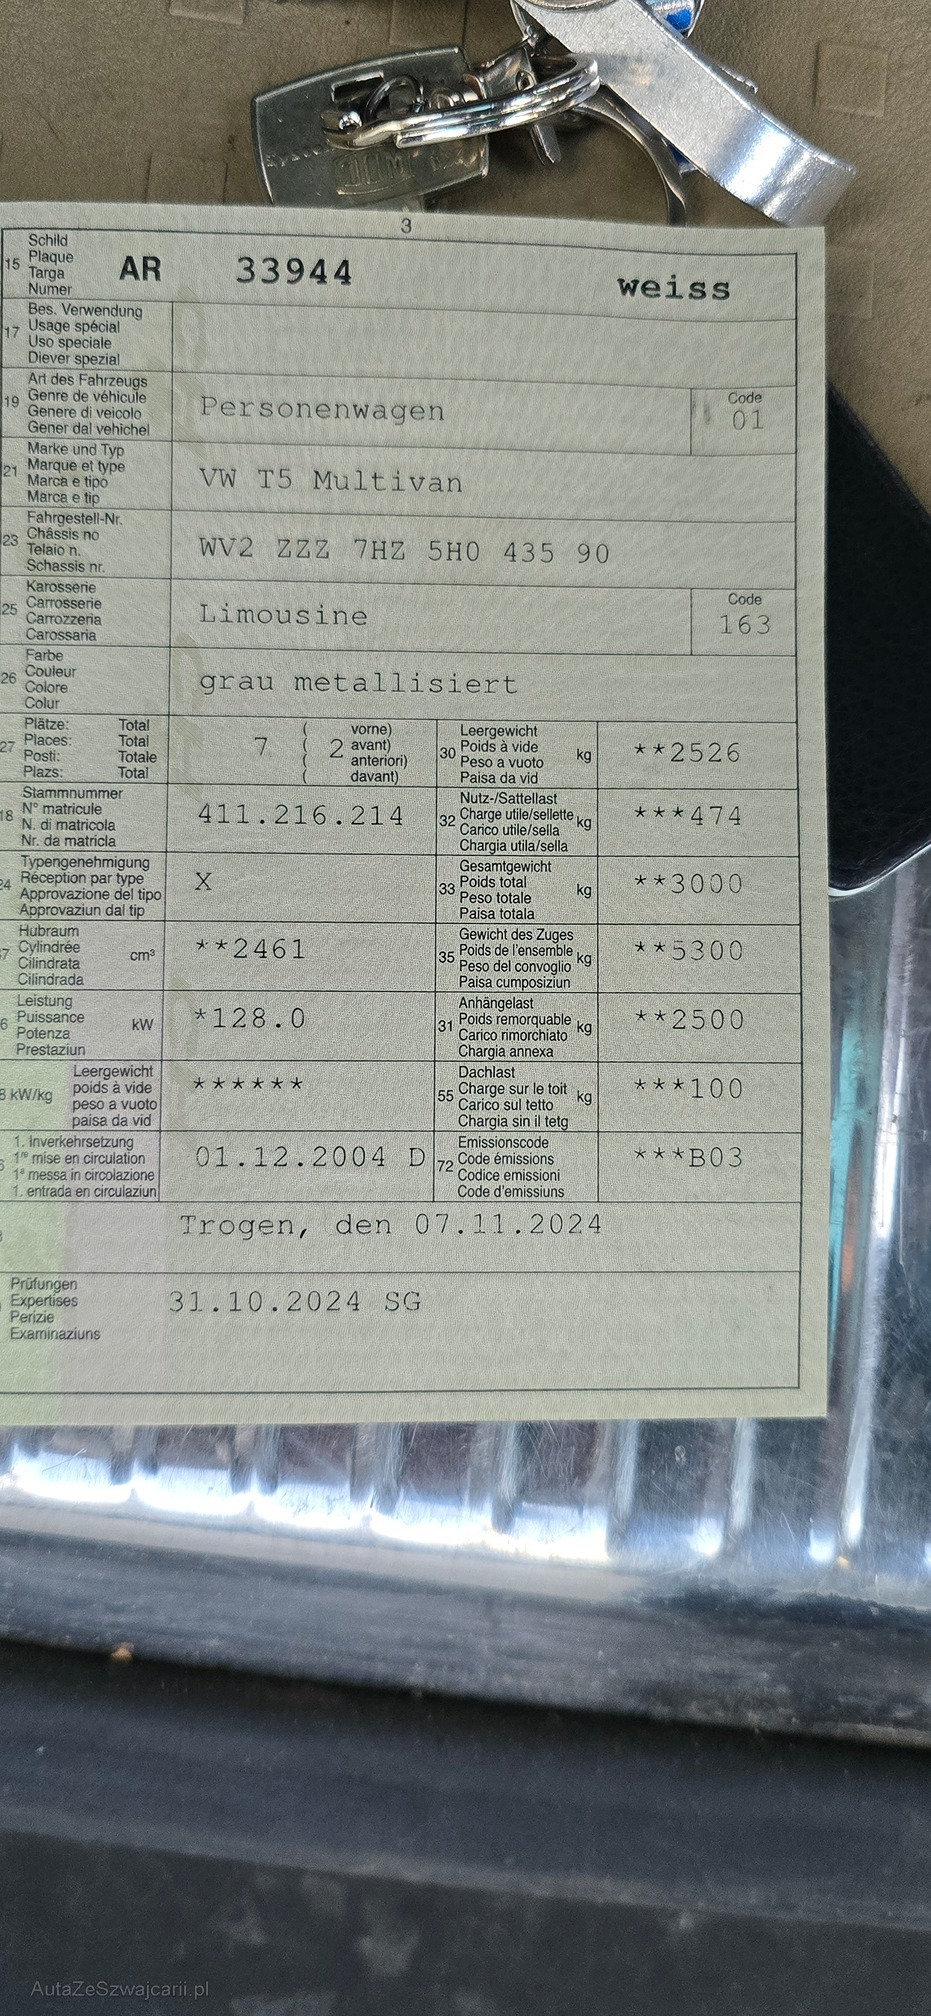 3
15 Schild
Plaque
Targa
Numer
AR 33944 weiss
17 Bes. Verwendung
Usage spécial
Uso speciale
Diever spezial
19 Art des Fahrzeugs
Genre de véhicule
Genere di veicolo
Gener dal vehichel
Personenwagen
Code
01
21 Marke und Typ
Marque et type
Marca e tipo
Marca e tip
VW T5 Multivan
23 Fahrgestell-Nr.
Châssis no
Telaio n.
Schassis nr.
WV2 ZZZ 7HZ 5H0 435 90
25 Karosserie
Carrosserie
Carrozzeria
Carossaria
Limousine
Code
163
26 Farbe
Couleur
Colore
Colur
grau metallisiert
27 Plätze: Total
Places: Total
Posti: Totale
Plazs: Total
7 ( 2 vorne)
( avant)
( anteriori)
( davant)
30 Leergewicht
Poids à vide
Peso a vuoto
Paisa da vid
kg
**2526
18 Stammnummer
N° matricule
N. di matricola
Nr. da matricla
411.216.214
32 Nutz-/Sattellast
Charge utile/sellette
Carico utile/sella
Chargia utila/sella
kg
***474
24 Typengenehmigung
Réception par type
Approvazione del tipo
Approvaziun dal tip
X
33 Gesamtgewicht
Poids total
Peso totale
Paisa totala
kg
**3000
7 Hubraum
Cylindrée
Cilindrata
Cilindrada
cm³
**2461
35 Gewicht des Zuges
Poids de l'ensemble
Peso del convoglio
Paisa cumposiziun
kg
**5300
6 Leistung
Puissance
Potenza
Prestaziun
kW
*128.0
31 Anhängelast
Poids remorquable
Carico rimorchiato
Chargia annexa
kg
**2500
8 kW/kg
Leergewicht
poids à vide
peso a vuoto
paisa da vid
******
55 Dachlast
Charge sur le toit
Carico sul tetto
Chargia sin il tetg
kg
***100
1. Inverkehrsetzung
1re mise en circulation
1a messa in circolazione
1. entrada en circulaziun
01.12.2004 D
72 Emissionscode
Code émissions
Codice emissioni
Code d'emissiuns
***B03
Trogen, den 07.11.2024
Prüfungen
Expertises
Perizie
Examinaziuns
31.10.2024 SG
AutaZeSzwajcarii.pl